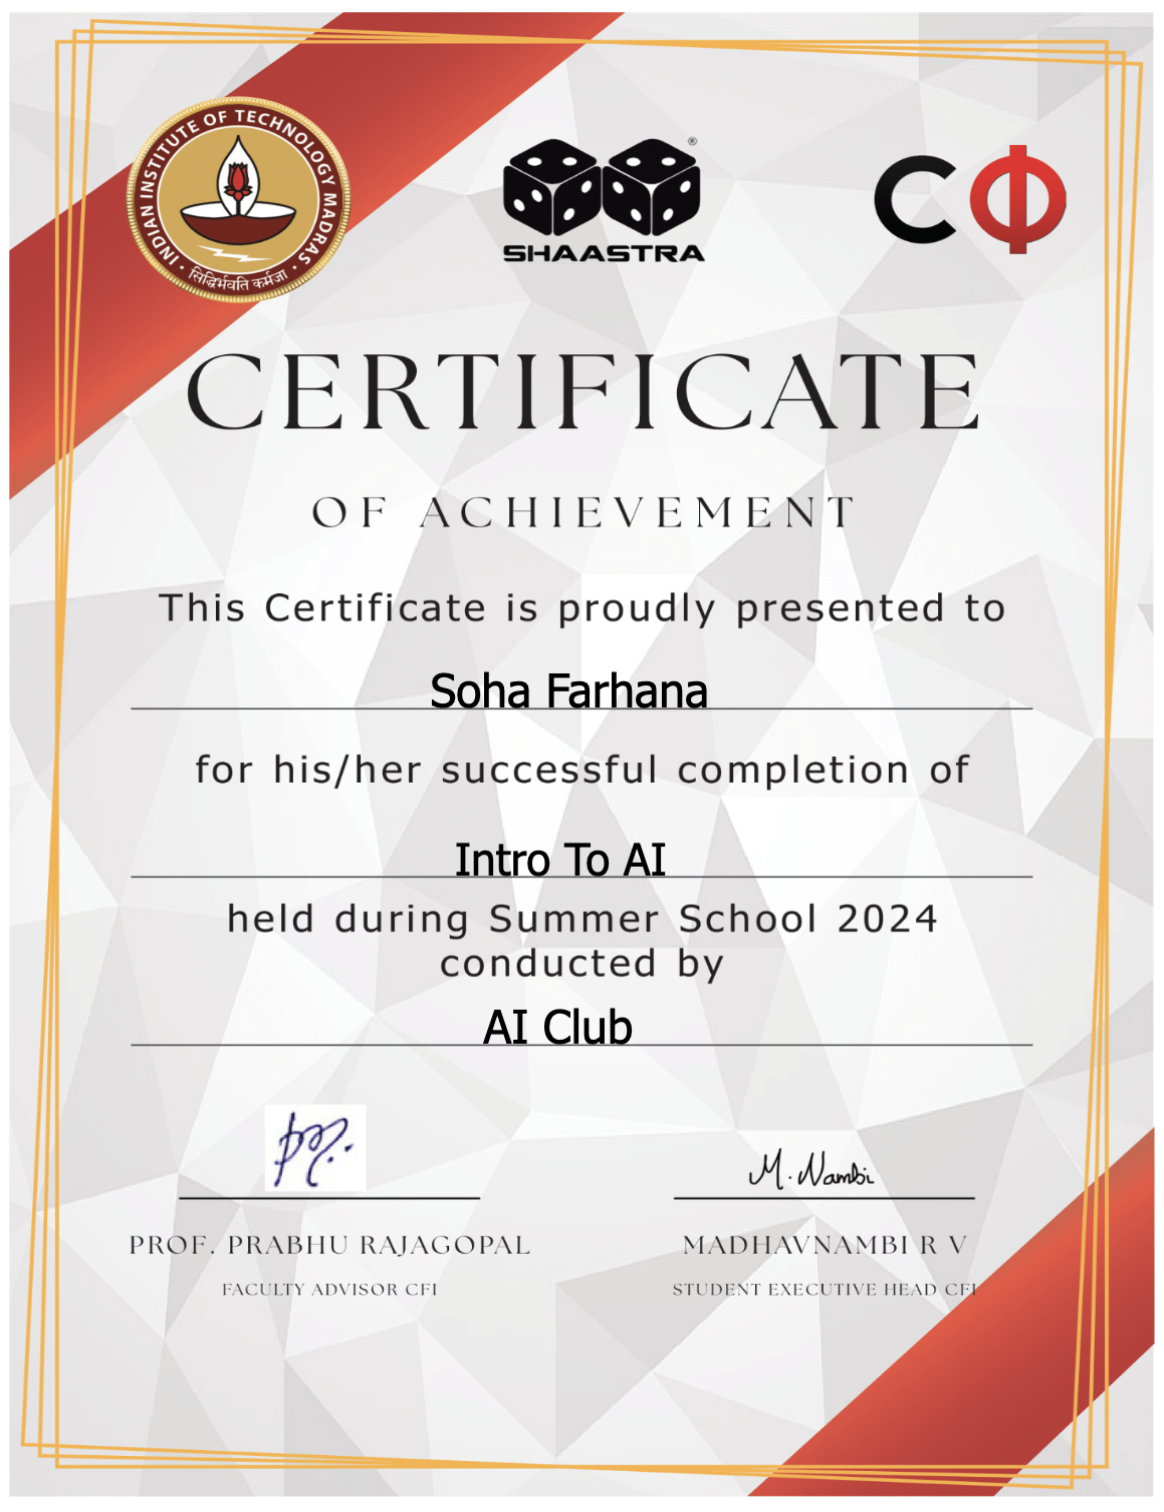 INDIAN INSTITUTE OF TECHNOLOGY MADRAS
सिद्धिर्भवति कर्मजा
SHAASTRA
®
CΦ
CERTIFICATE
OF ACHIEVEMENT
This Certificate is proudly presented to
Soha Farhana
for his/her successful completion of
Intro To AI
held during Summer School 2024
conducted by
AI Club
M. Nambi
PROF. PRABHU RAJAGOPAL
MADHAVNAMBI R V
FACULTY ADVISOR CFI
STUDENT EXECUTIVE HEAD CFI